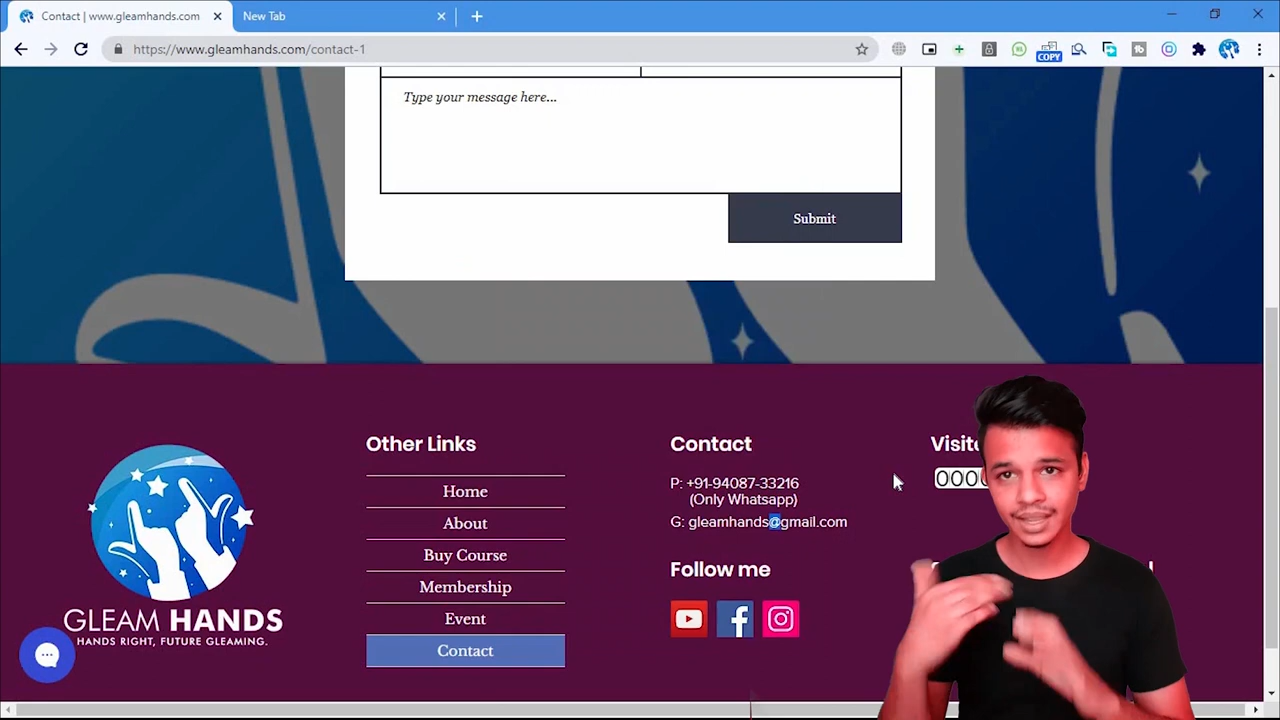 Contact | www.gleamhands.com
New Tab
https://www.gleamhands.com/contact-1
COPY
Type your message here...
Submit
Other Links
Home
About
Buy Course
Membership
Event
Contact
Contact
P: +91-94087-33216
(Only Whatsapp)
G: gleamhands@gmail.com
Follow me
GLEAM HANDS
HANDS RIGHT, FUTURE GLEAMING.